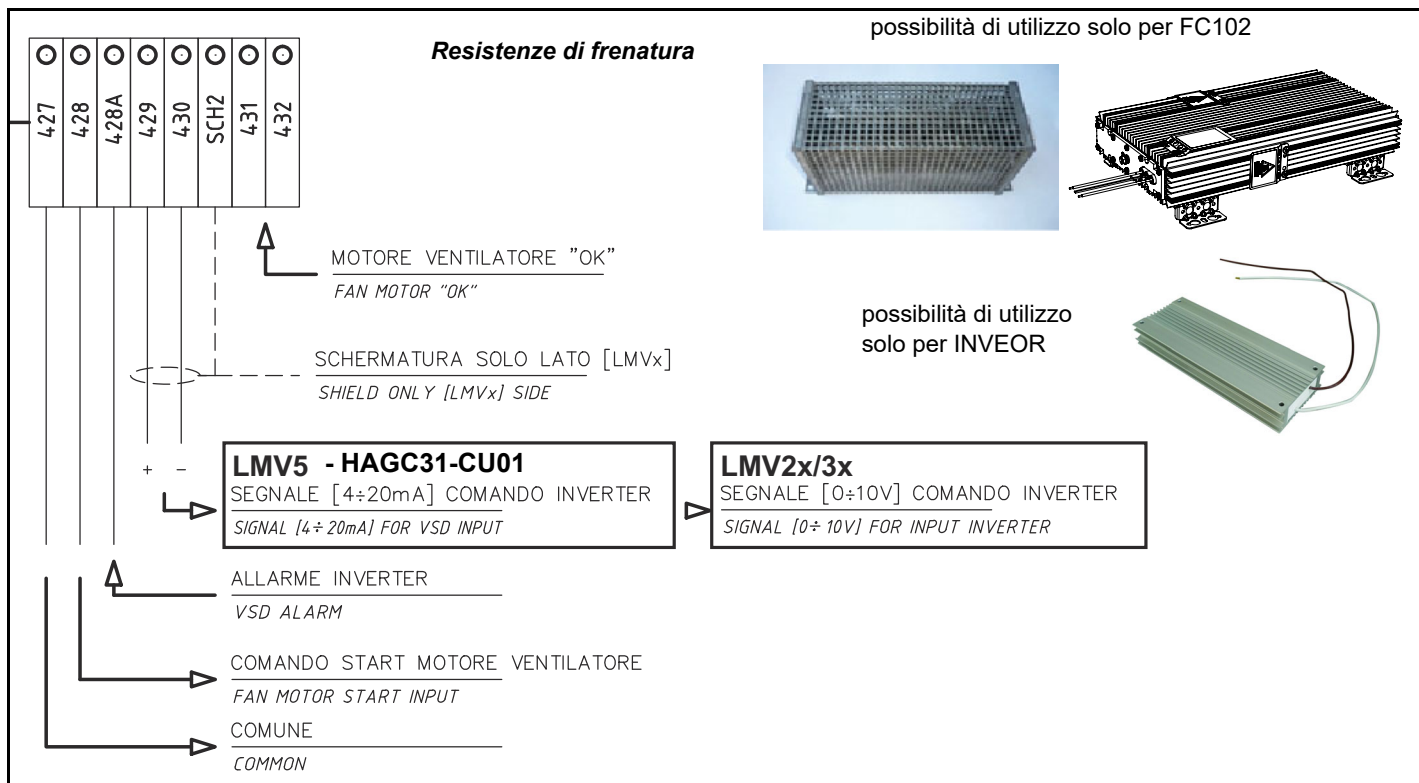 possibilità di utilizzo solo per FC102
Resistenze di frenatura
427
428
428A
429
430
SCH2
431
432
MOTORE VENTILATORE "OK"
FAN MOTOR "OK"
possibilità di utilizzo
solo per INVEOR
SCHERMATURA SOLO LATO [LMVx]
SHIELD ONLY [LMVx] SIDE
+ −
LMV5 - HAGC31-CU01
SEGNALE [4÷20mA] COMANDO INVERTER
SIGNAL [4÷20mA] FOR VSD INPUT
LMV2x/3x
SEGNALE [0÷10V] COMANDO INVERTER
SIGNAL [0÷10V] FOR INPUT INVERTER
ALLARME INVERTER
VSD ALARM
COMANDO START MOTORE VENTILATORE
FAN MOTOR START INPUT
COMUNE
COMMON